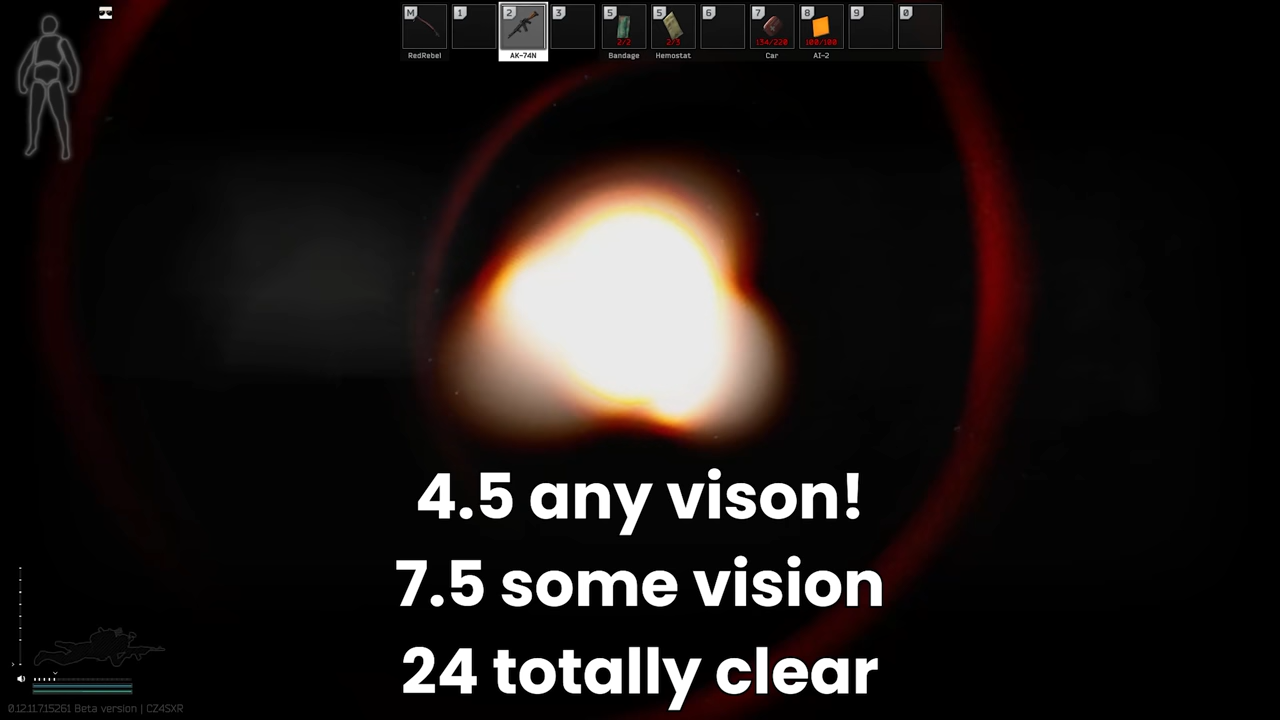 M 1 2 3 5 5 6 7 8 9 0
2/2 2/3 134/220 100/100
RedRebel AK-74N Bandage Hemostat Car AI-2
4.5 any vison!
7.5 some vision
24 totally clear
0.12.11.7.15261 Beta version | CZ4SXR